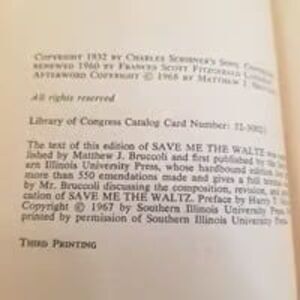 COPYRIGHT 1932 BY CHARLES SCRIBNER'S SONS. COPYRIGHT
RENEWED 1960 BY FRANCES SCOTT FITZGERALD
AFTERWORD COPYRIGHT © 1968 BY MATTHEW J.
All rights reserved
Library of Congress Catalog Card Number:
The text of this edition of SAVE ME THE WALTZ was
lished by Matthew J. Bruccoli and first published by the
ern Illinois University Press, whose hardbound edition
more than 550 emendations made and gives a full
by Mr. Bruccoli discussing the composition, revision, and
cation of SAVE ME THE WALTZ. Preface by Harry T.
Copyright © 1967 by Southern Illinois University Press
printed by permission of Southern Illinois University Press
THIRD PRINTING